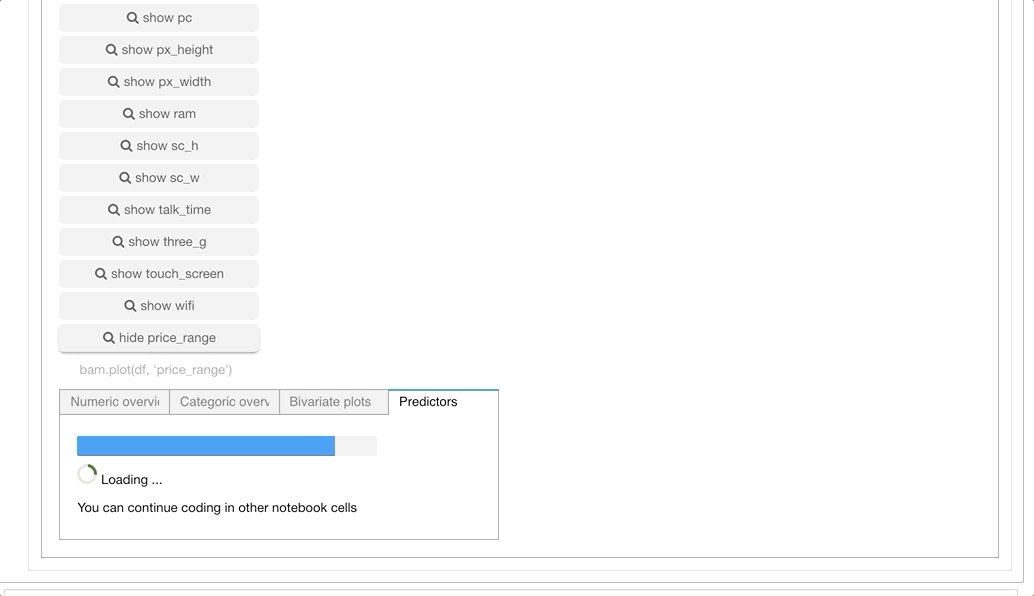 show pc
show px_height
show px_width
show ram
show sc_h
show sc_w
show talk_time
show three_g
show touch_screen
show wifi
hide price_range
bam.plot(df, 'price_range')
Numeric overvi Categoric overv Bivariate plots Predictors
Loading ...
You can continue coding in other notebook cells